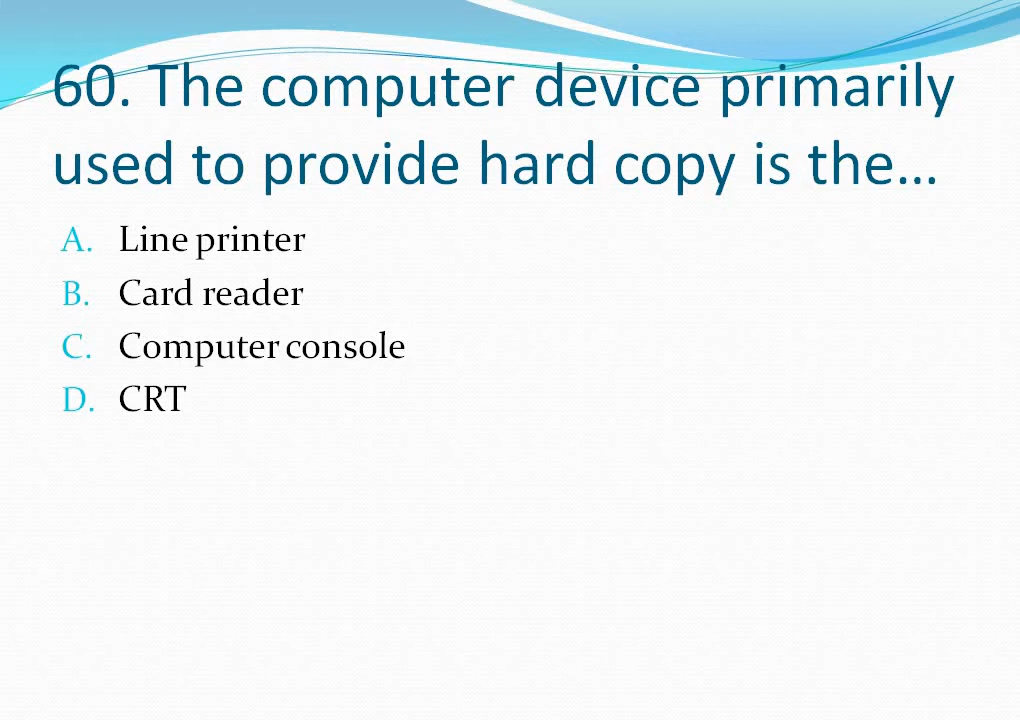 60. The computer device primarily
used to provide hard copy is the…
A. Line printer
B. Card reader
C. Computer console
D. CRT